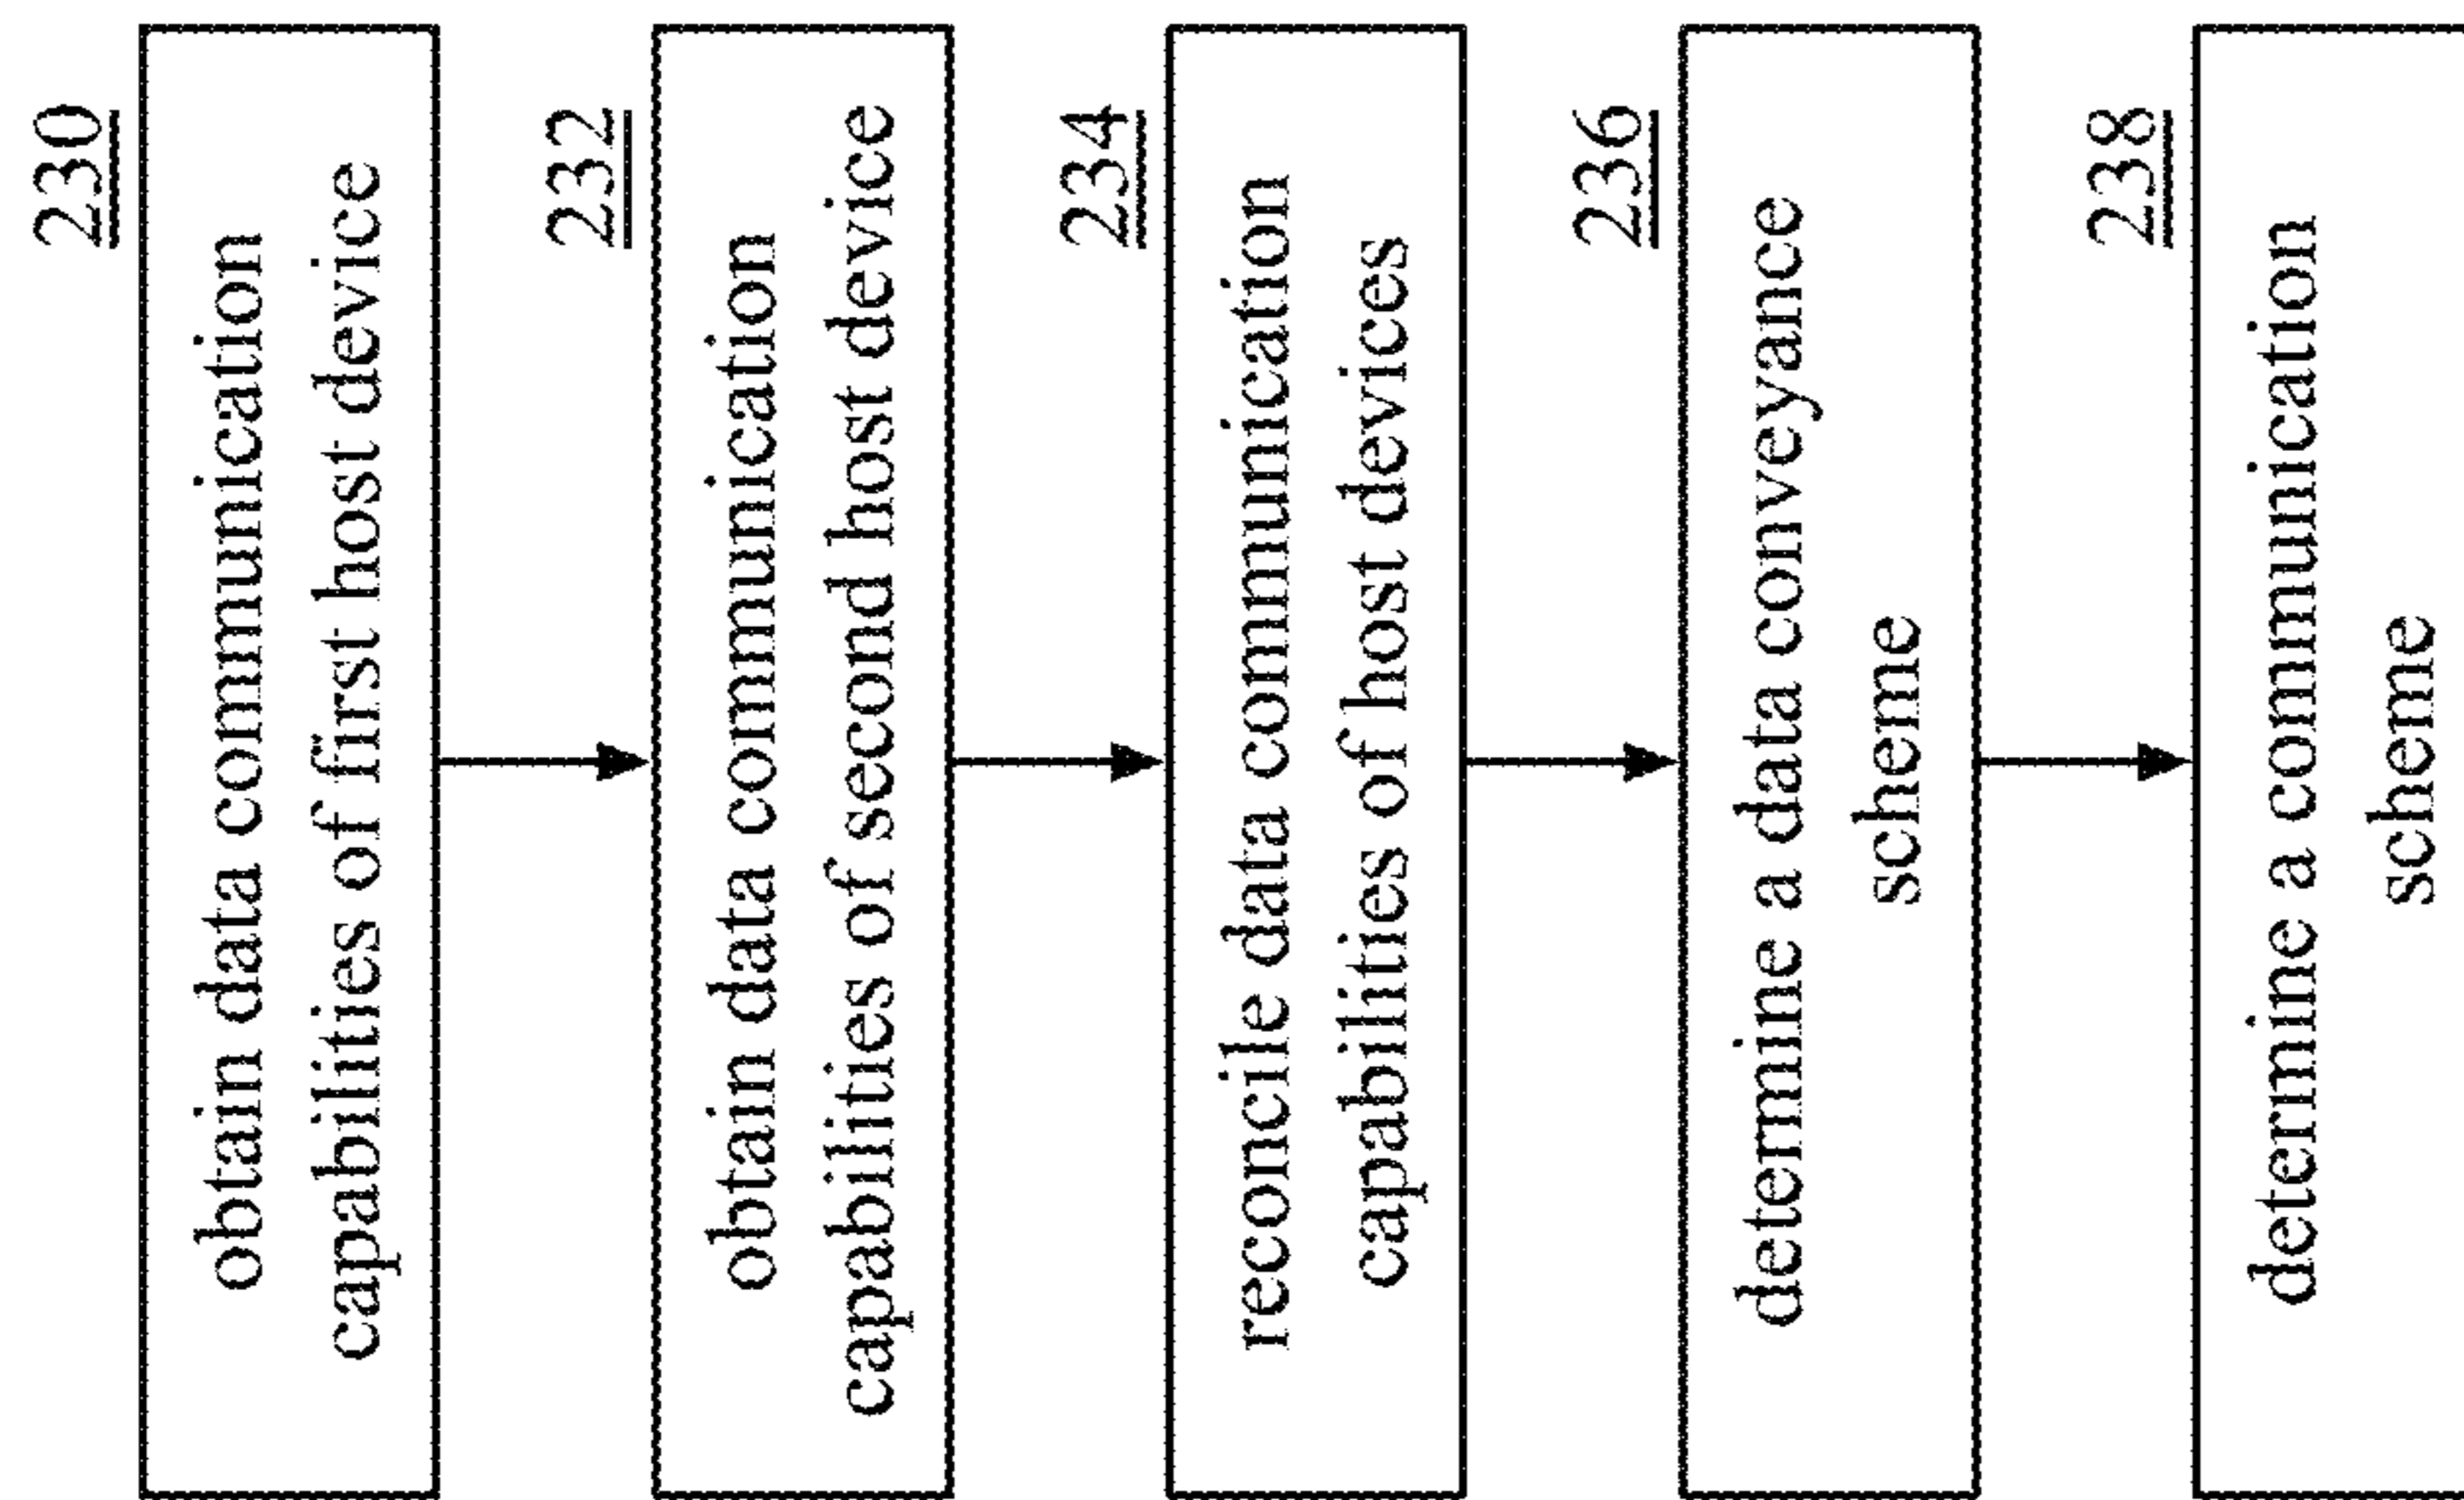 230
obtain data communication
capabilities of first host device
232
obtain data communication
capabilities of second host device
234
reconcile data communication
capabilities of host devices
236
determine a data conveyance
scheme
238
determine a communication
scheme